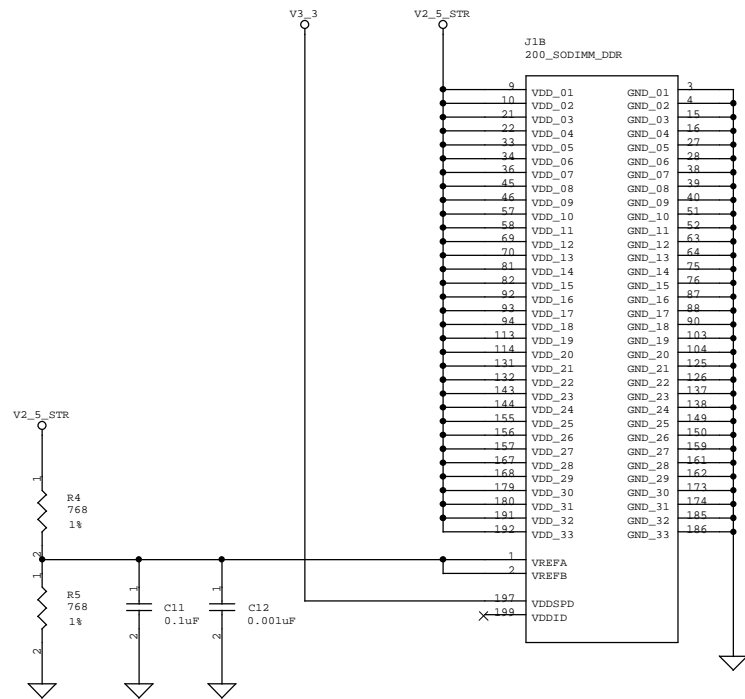 V3_3 V2_5_STR
J1B
200_SODIMM_DDR
9 VDD_01 GND_01 3
10 VDD_02 GND_02 4
21 VDD_03 GND_03 15
22 VDD_04 GND_04 16
33 VDD_05 GND_05 27
34 VDD_06 GND_06 28
36 VDD_07 GND_07 38
45 VDD_08 GND_08 39
46 VDD_09 GND_09 40
57 VDD_10 GND_10 51
58 VDD_11 GND_11 52
69 VDD_12 GND_12 63
70 VDD_13 GND_13 64
81 VDD_14 GND_14 75
82 VDD_15 GND_15 76
92 VDD_16 GND_16 87
93 VDD_17 GND_17 88
94 VDD_18 GND_18 90
113 VDD_19 GND_19 103
114 VDD_20 GND_20 104
131 VDD_21 GND_21 125
132 VDD_22 GND_22 126
143 VDD_23 GND_23 137
144 VDD_24 GND_24 138
155 VDD_25 GND_25 149
156 VDD_26 GND_26 150
157 VDD_27 GND_27 159
167 VDD_28 GND_28 161
168 VDD_29 GND_29 162
179 VDD_30 GND_30 173
180 VDD_31 GND_31 174
191 VDD_32 GND_32 185
192 VDD_33 GND_33 186
1 VREFA
2 VREFB
197 VDDSPD
199 VDDID
V2_5_STR
1
R4
768
1%
2
1
R5
768
1%
2
1
C11
0.1uF
2
1
C12
0.001uF
2